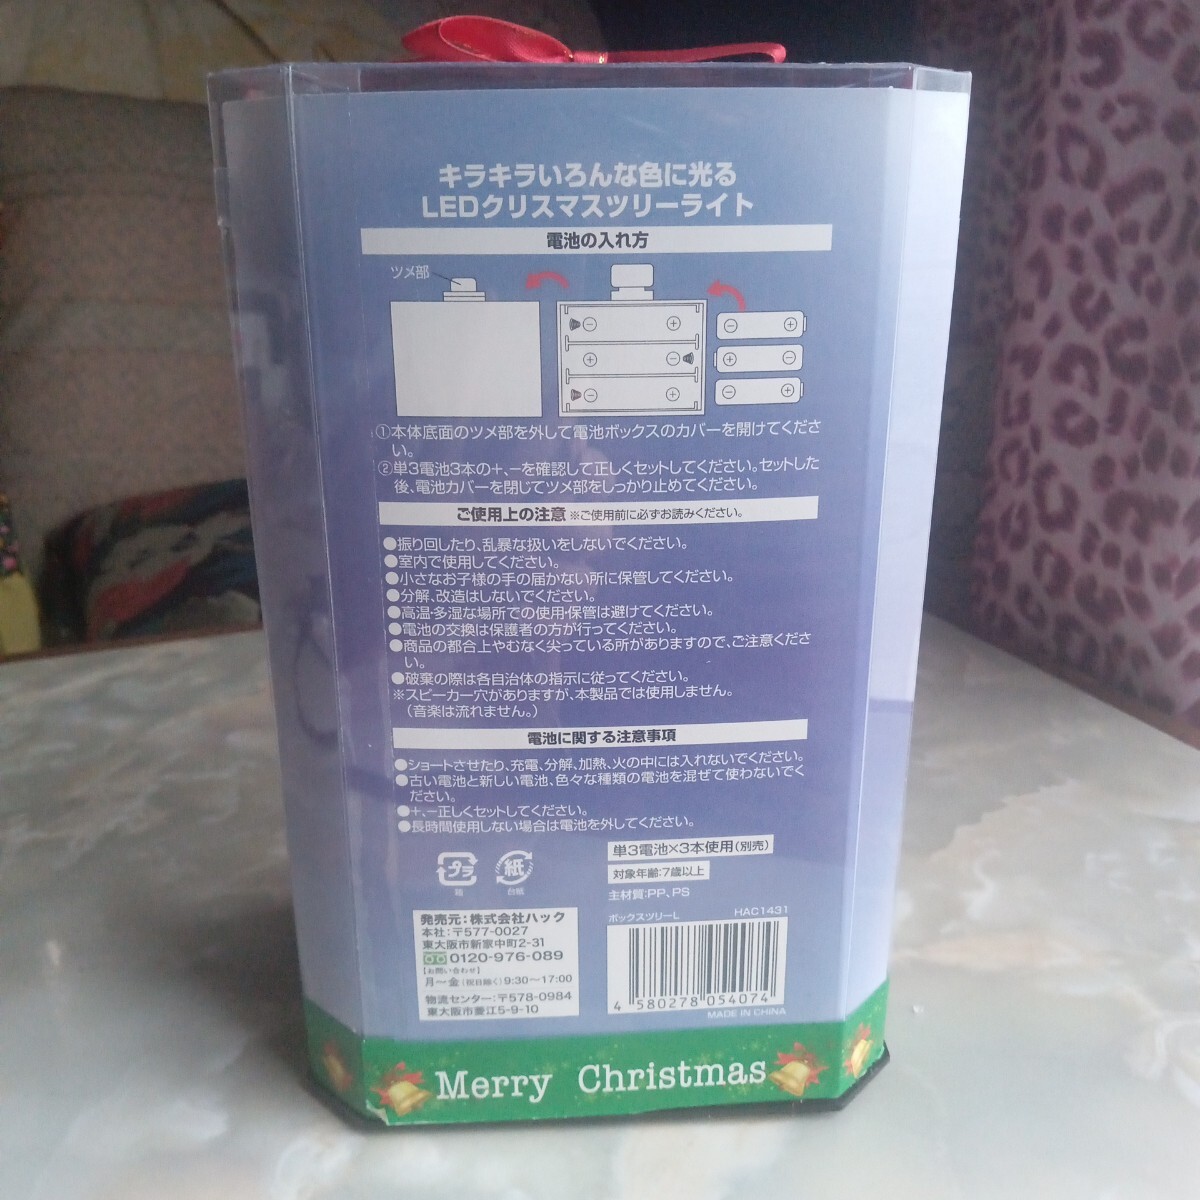 キラキラいろんな色に光る
LEDクリスマスツリーライト
電池の入れ方
ツメ部
①本体底面のツメ部を外して電池ボックスのカバーを開けてくださ
い。
②単3電池3本の+、-を確認して正しくセットしてください。セットした
後、電池カバーを閉じてツメ部をしっかり止めてください。
ご使用上の注意 ※ご使用前に必ずお読みください。
●振り回したり、乱暴な扱いをしないでください。
●室内で使用してください。
●小さなお子様の手の届かない所に保管してください。
●分解、改造はしないでください。
●高温・多湿な場所での使用・保管は避けてください。
●電池の交換は保護者の方が行ってください。
●商品の都合上やむなく尖っている所がありますので、ご注意くださ
い。
●破棄の際は各自治体の指示に従ってください。
※スピーカー穴がありますが、本製品では使用しません。
(音楽は流れません。)
電池に関する注意事項
●ショートさせたり、充電、分解、加熱、火の中には入れないでください。
●古い電池と新しい電池、色々な種類の電池を混ぜて使わないでく
ださい。
●+、-正しくセットしてください。
●長時間使用しない場合は電池を外してください。
プラ
箱
紙
台紙
単3電池×3本使用(別売)
対象年齢:7歳以上
主材質:PP、PS
発売元:株式会社ハック
本社:〒577-0027
東大阪市新家中町2-31
0120-976-089
【お問い合わせ】
月〜金(祝日除く)9:30〜17:00
物流センター:〒578-0984
東大阪市菱江5-9-10
ボックスツリーL HAC1431
4 580278 054074
MADE IN CHINA
Merry Christmas